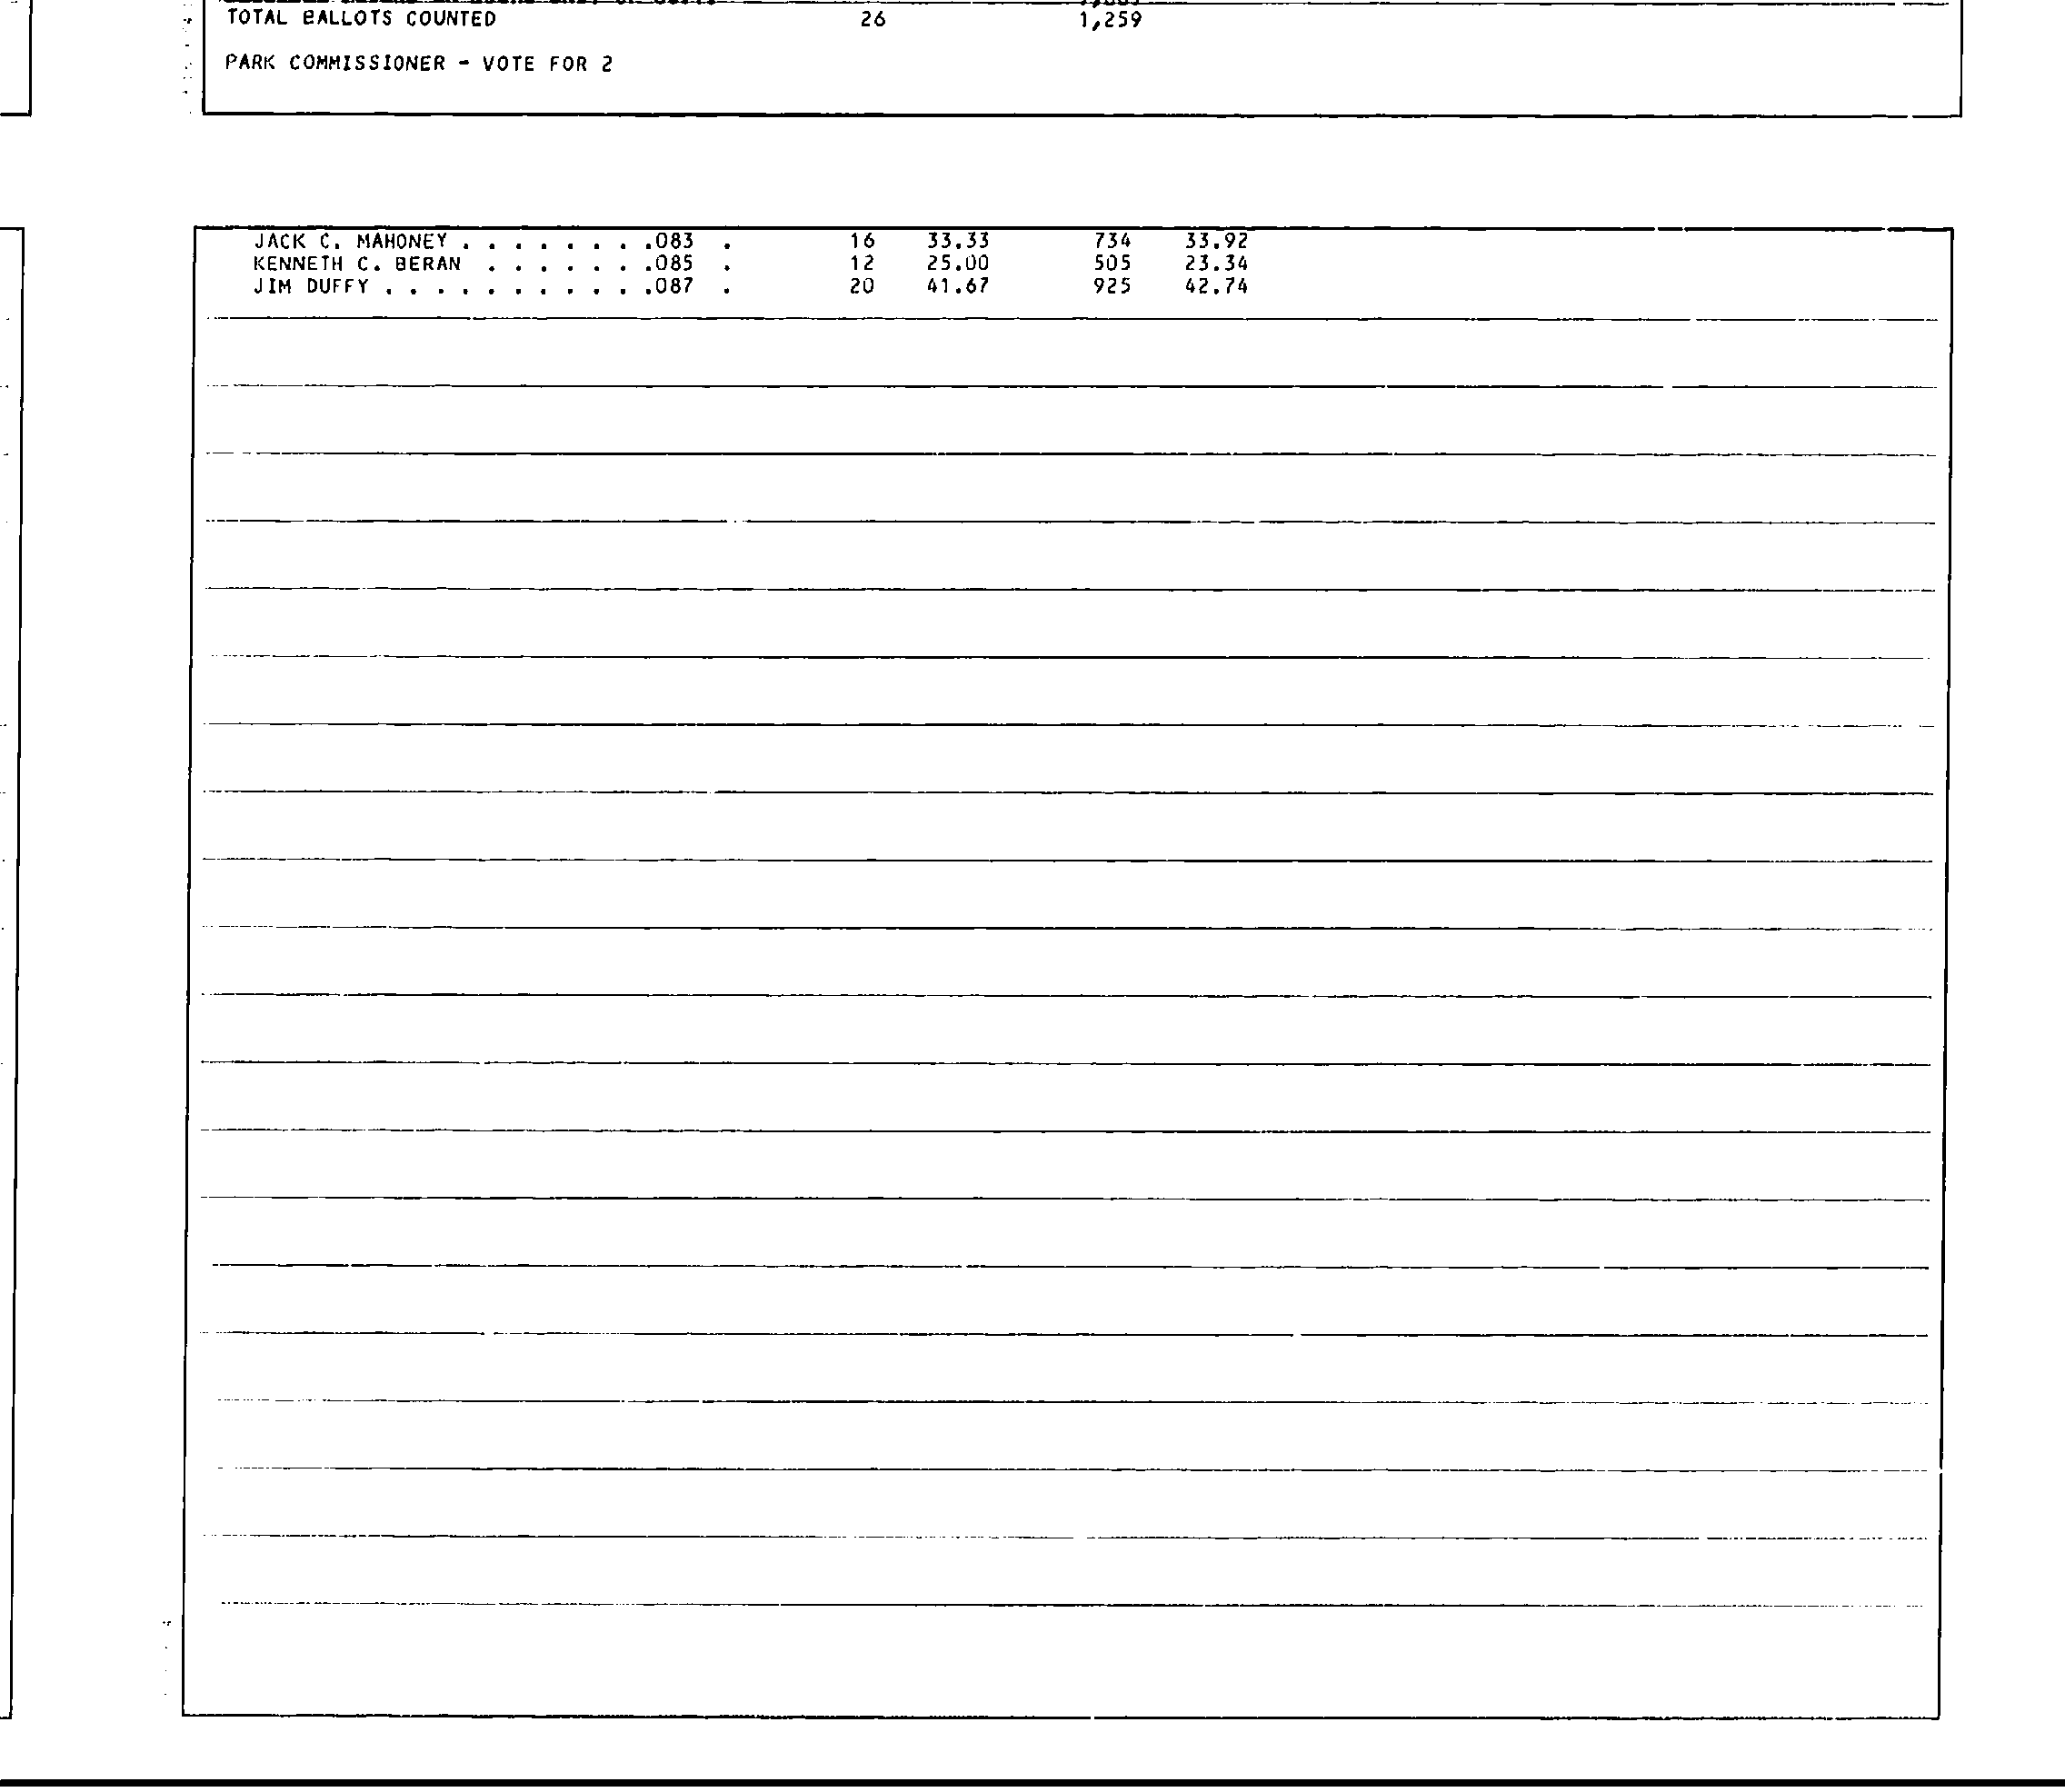 TOTAL BALLOTS COUNTED 26 1,259
PARK COMMISSIONER - VOTE FOR 2
JACK C. MAHONEY . . . . . . . .083 . 16 33.33 734 33.92
KENNETH C. BERAN . . . . . . .085 . 12 25.00 505 23.34
JIM DUFFY . . . . . . . . . . .087 . 20 41.67 925 42.74